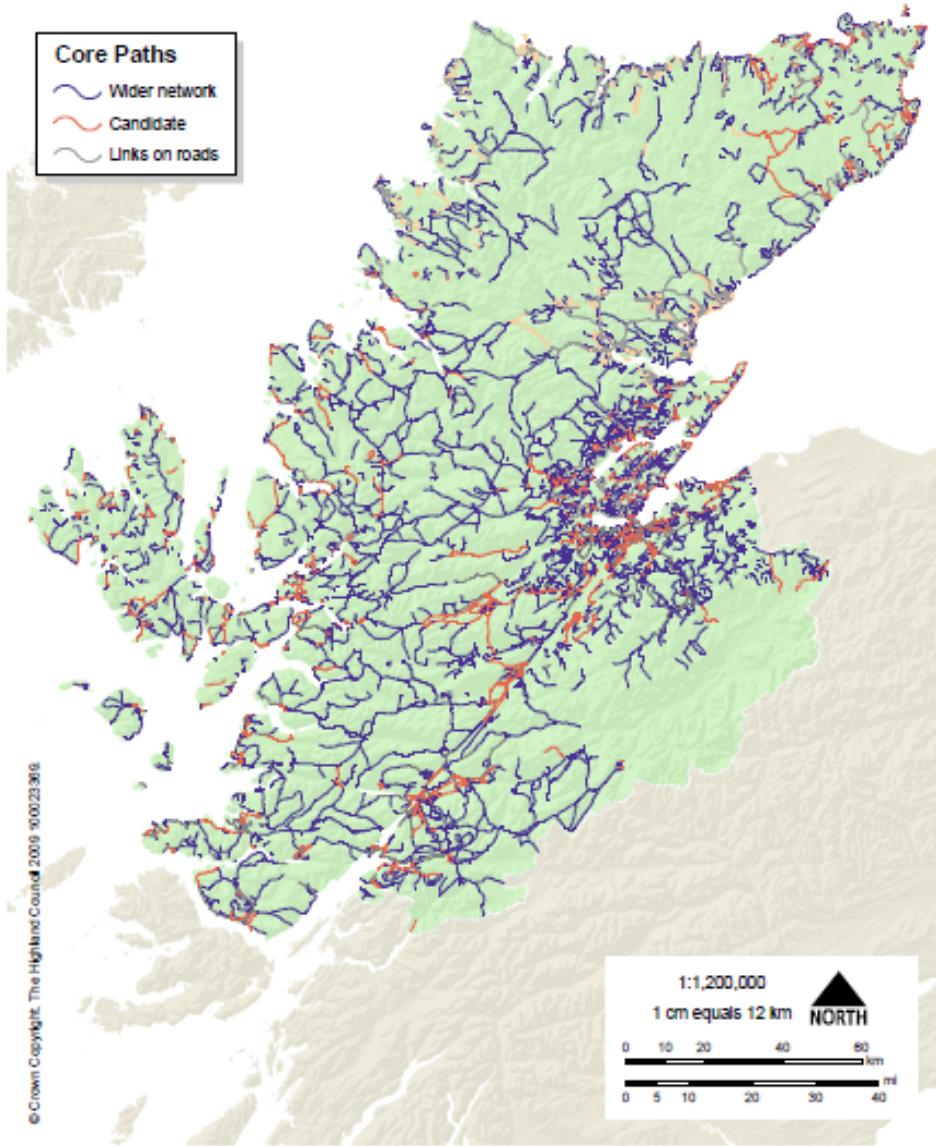 Core Paths
Wider network
Candidate
Links on roads
© Crown Copyright. The Highland Council 2009 100023369.
1:1,200,000
1 cm equals 12 km
NORTH
0 10 20 40 60
km
mi
0 5 10 20 30 40